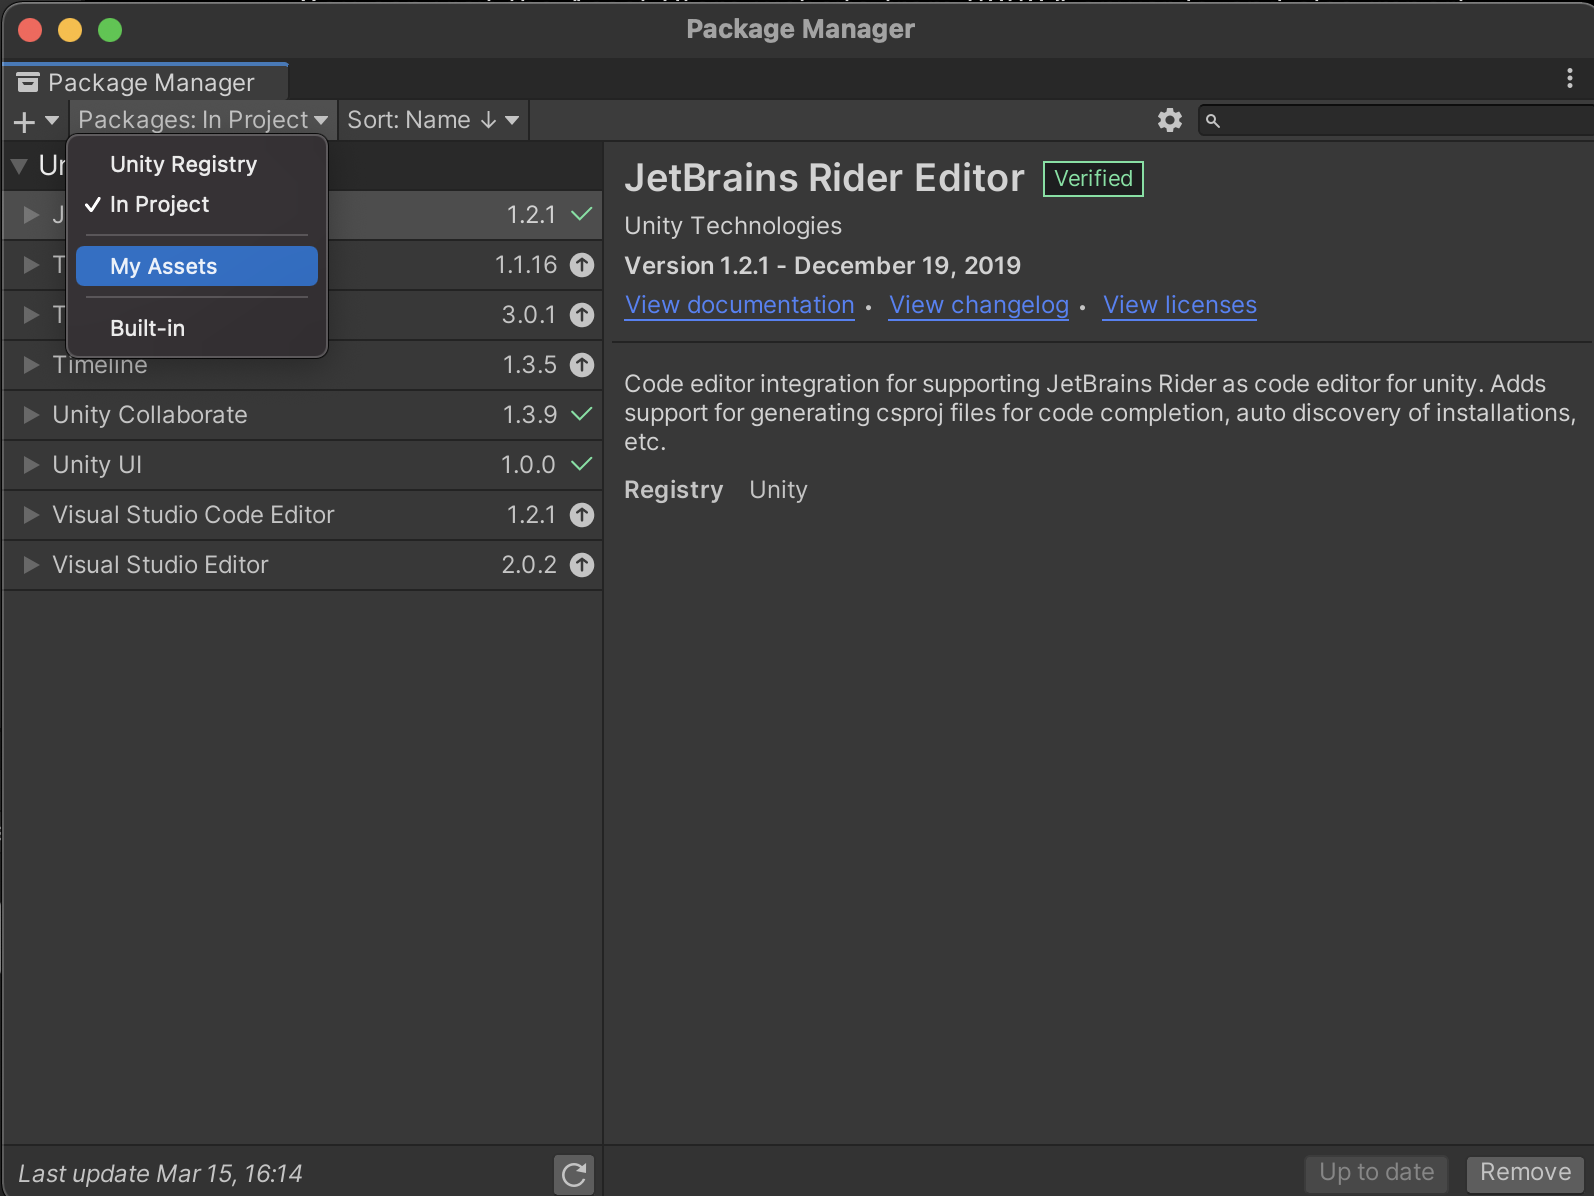 Package Manager
Package Manager
Packages: In Project
Sort: Name ↓
Unity Registry
In Project
My Assets
Built-in
1.2.1
1.1.16
3.0.1
Timeline 1.3.5
Unity Collaborate 1.3.9
Unity UI 1.0.0
Visual Studio Code Editor 1.2.1
Visual Studio Editor 2.0.2
Last update Mar 15, 16:14
JetBrains Rider Editor Verified
Unity Technologies
Version 1.2.1 - December 19, 2019
View documentation • View changelog • View licenses
Code editor integration for supporting JetBrains Rider as code editor for unity. Adds
support for generating csproj files for code completion, auto discovery of installations,
etc.
Registry Unity
Up to date Remove